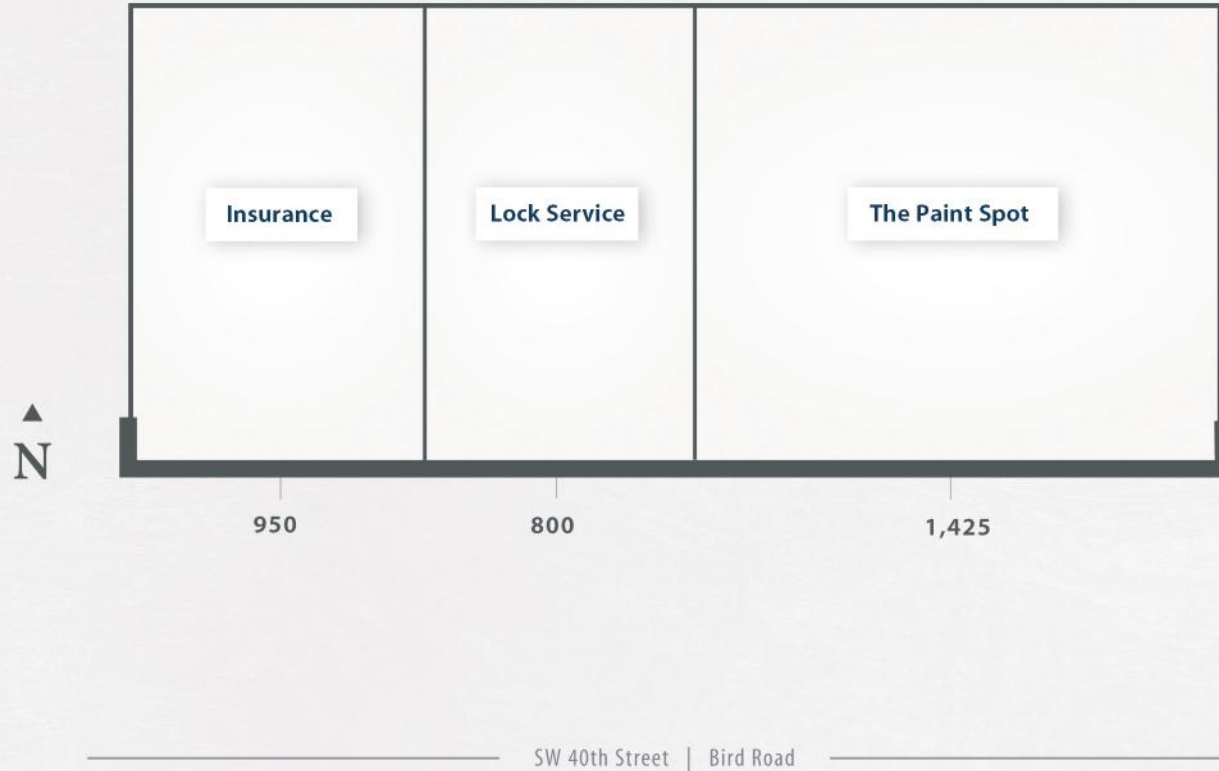 Insurance
Lock Service
The Paint Spot
N
950
800
1,425
SW 40th Street | Bird Road